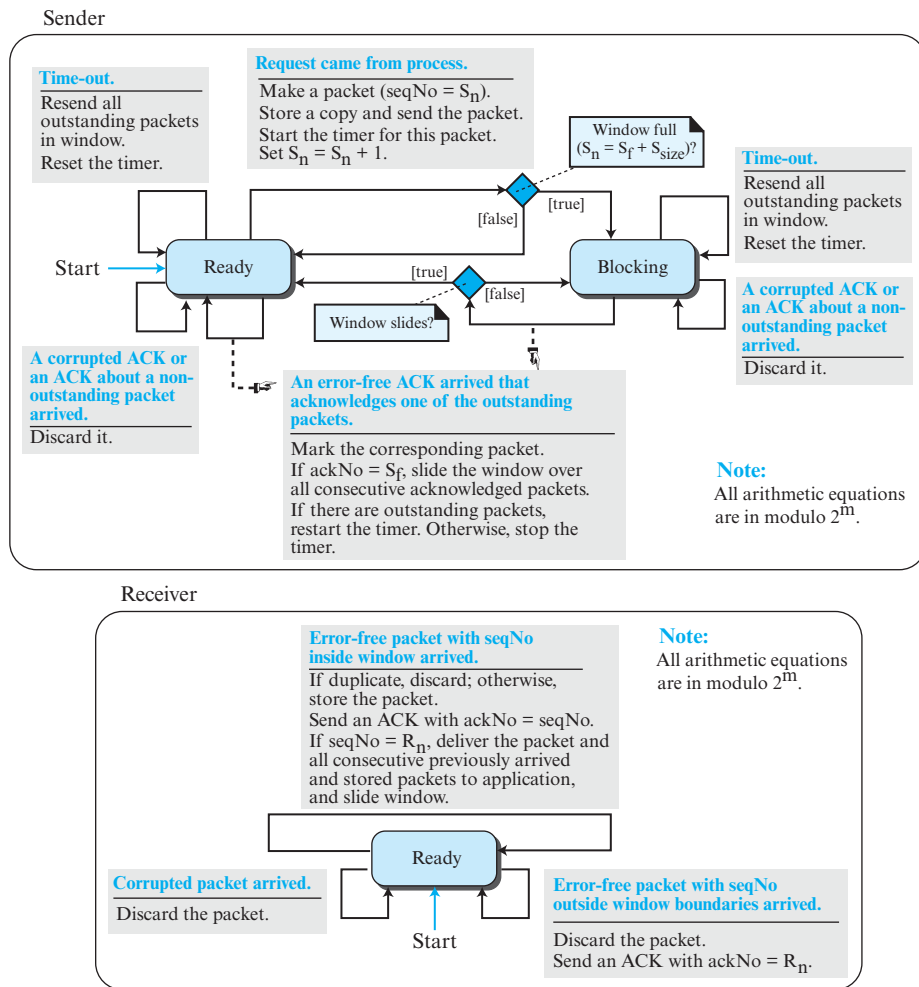 Sender
Time-out.
Resend all
outstanding packets
in window.
Reset the timer.
Request came from process.
Make a packet (seqNo = Sn).
Store a copy and send the packet.
Start the timer for this packet.
Set Sn = Sn + 1.
Window full
(Sn = Sf + Ssize)?
Time-out.
Resend all
outstanding packets
in window.
Reset the timer.
[false]
[true]
Start
Ready
[true]
[false]
Blocking
Window slides?
A corrupted ACK or
an ACK about a non-
outstanding packet
arrived.
Discard it.
A corrupted ACK or
an ACK about a non-
outstanding packet
arrived.
Discard it.
An error-free ACK arrived that
acknowledges one of the outstanding
packets.
Mark the corresponding packet.
If ackNo = Sf, slide the window over
all consecutive acknowledged packets.
If there are outstanding packets,
restart the timer. Otherwise, stop the
timer.
Note:
All arithmetic equations
are in modulo 2^m.
Receiver
Error-free packet with seqNo
inside window arrived.
If duplicate, discard; otherwise,
store the packet.
Send an ACK with ackNo = seqNo.
If seqNo = Rn, deliver the packet and
all consecutive previously arrived
and stored packets to application,
and slide window.
Note:
All arithmetic equations
are in modulo 2^m.
Ready
Corrupted packet arrived.
Discard the packet.
Start
Error-free packet with seqNo
outside window boundaries arrived.
Discard the packet.
Send an ACK with ackNo = Rn.